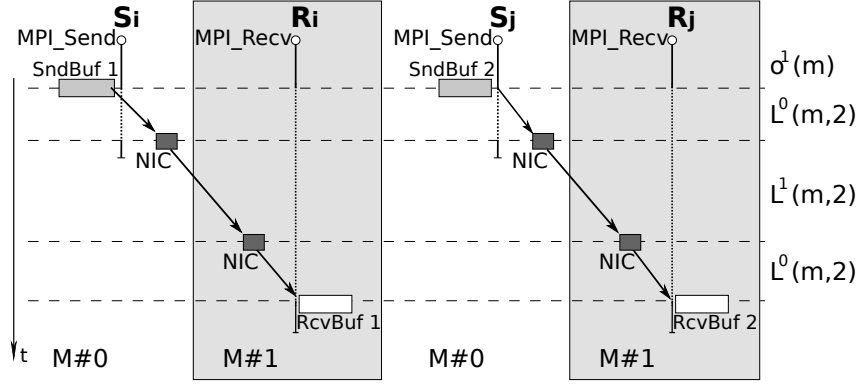 Si Ri Sj Rj
MPI_Send MPI_Recv MPI_Send MPI_Recv
o¹(m)
SndBuf 1 SndBuf 2
L⁰(m,2)
NIC NIC
L¹(m,2)
NIC NIC
L⁰(m,2)
RcvBuf 1 RcvBuf 2
t M#0 M#1 M#0 M#1